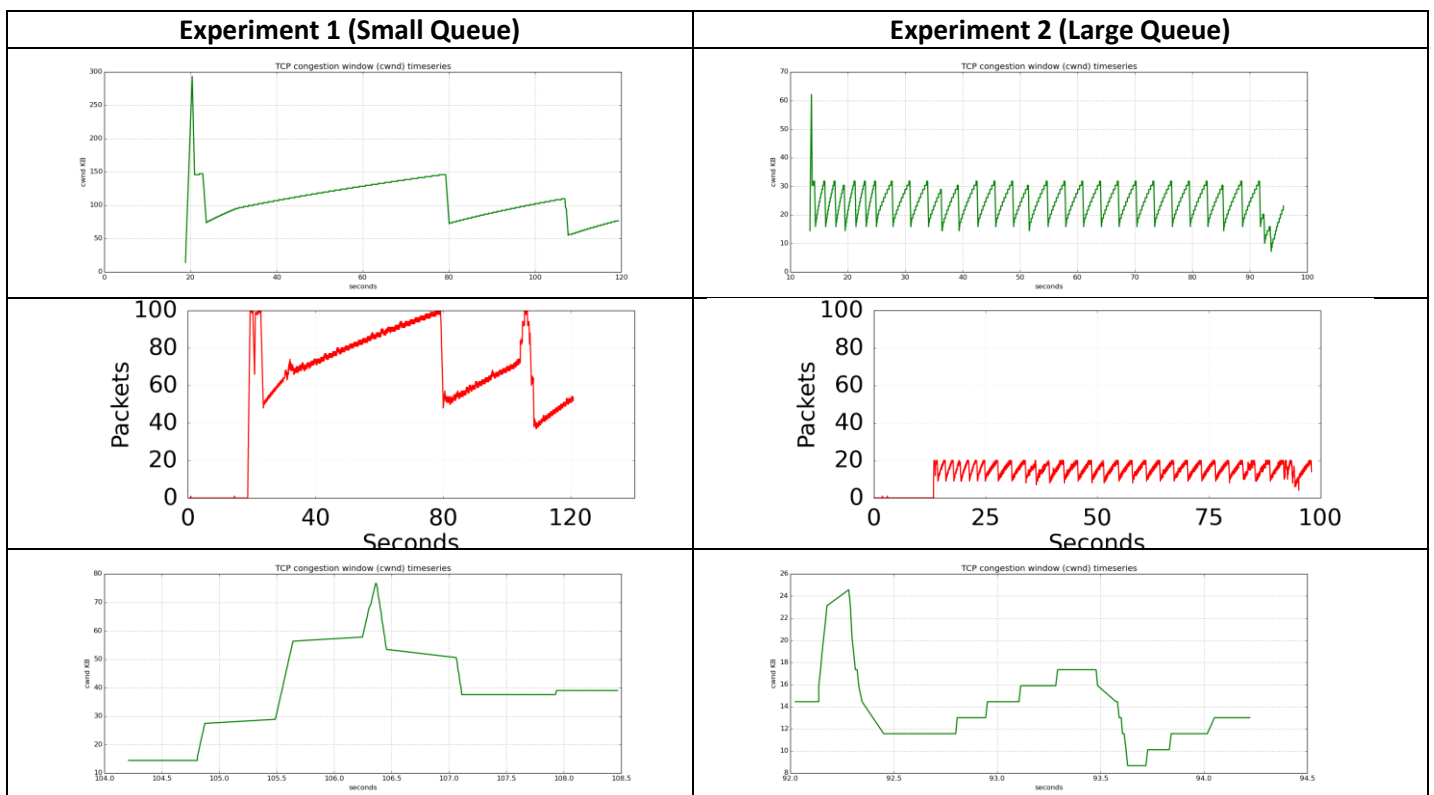 Experiment 1 (Small Queue)
Experiment 2 (Large Queue)
TCP congestion window (cwnd) timeseries
300
250
200
150
100
50
0
cwnd KB
0 20 40 60 80 100 120
seconds
TCP congestion window (cwnd) timeseries
70
60
50
40
30
20
10
0
cwnd KB
10 20 30 40 50 60 70 80 90 100
seconds
100
80
60
40
20
0
Packets
0 40 80 120
Seconds
100
80
60
40
20
0
Packets
0 25 50 75 100
Seconds
TCP congestion window (cwnd) timeseries
80
70
60
50
40
30
20
10
cwnd KB
104.0 104.5 105.0 105.5 106.0 106.5 107.0 107.5 108.0 108.5
seconds
TCP congestion window (cwnd) timeseries
26
24
22
20
18
16
14
12
10
8
cwnd KB
92.0 92.5 93.0 93.5 94.0 94.5
seconds